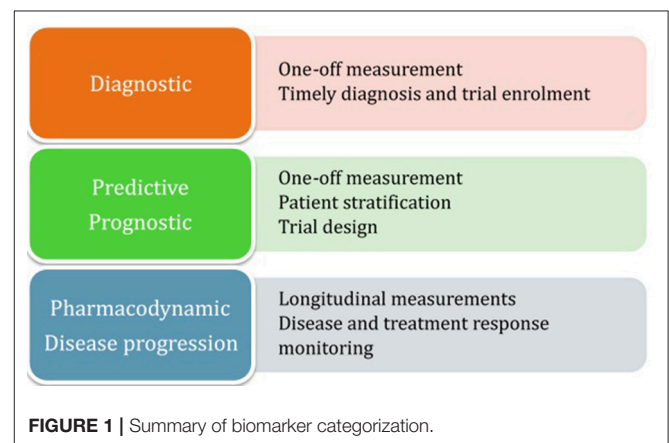 Diagnostic
One-off measurement
Timely diagnosis and trial enrolment
Predictive
Prognostic
One-off measurement
Patient stratification
Trial design
Pharmacodynamic
Disease progression
Longitudinal measurements
Disease and treatment response
monitoring
FIGURE 1 | Summary of biomarker categorization.